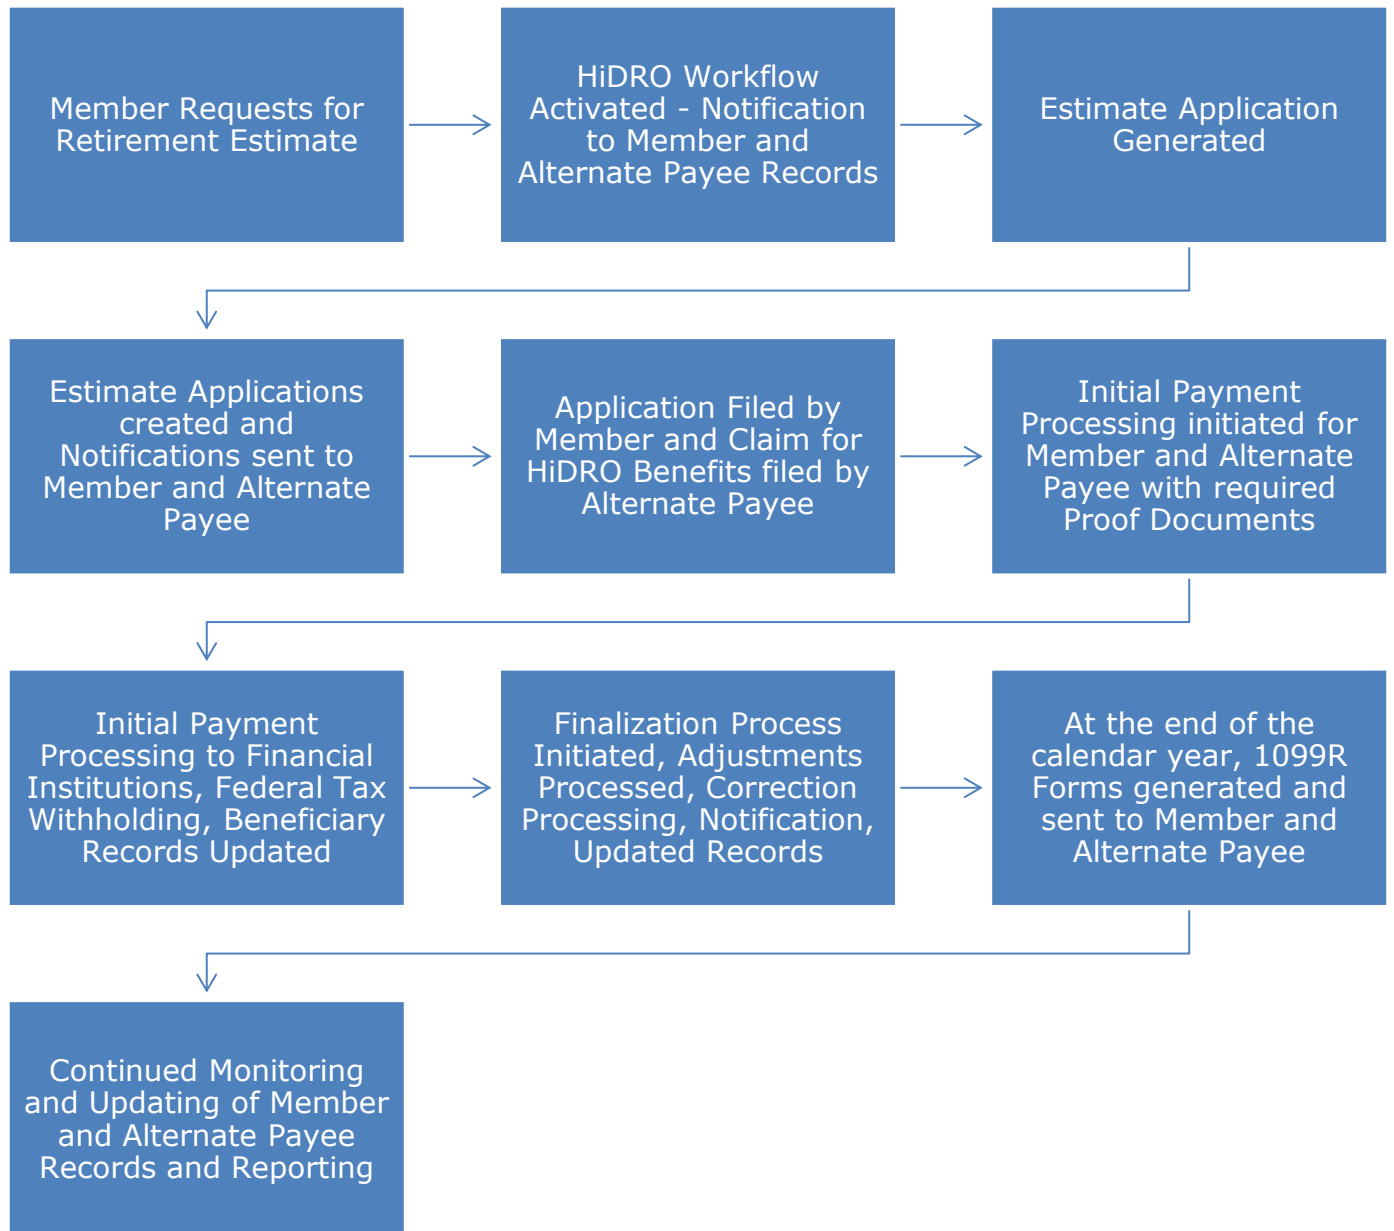 Member Requests for
Retirement Estimate
HiDRO Workflow
Activated - Notification
to Member and
Alternate Payee Records
Estimate Application
Generated
Estimate Applications
created and
Notifications sent to
Member and Alternate
Payee
Application Filed by
Member and Claim for
HiDRO Benefits filed by
Alternate Payee
Initial Payment
Processing initiated for
Member and Alternate
Payee with required
Proof Documents
Initial Payment
Processing to Financial
Institutions, Federal Tax
Withholding, Beneficiary
Records Updated
Finalization Process
Initiated, Adjustments
Processed, Correction
Processing, Notification,
Updated Records
At the end of the
calendar year, 1099R
Forms generated and
sent to Member and
Alternate Payee
Continued Monitoring
and Updating of Member
and Alternate Payee
Records and Reporting